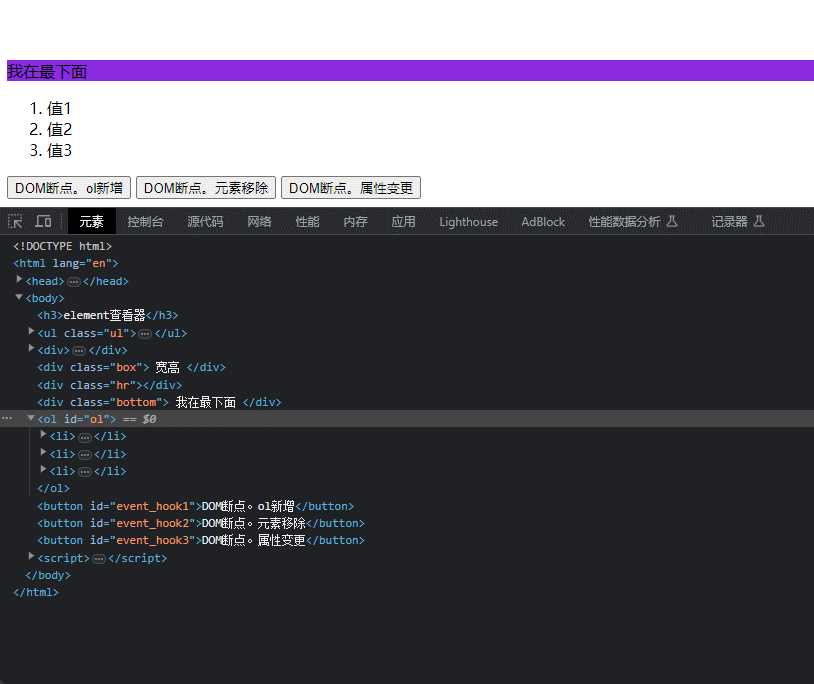 我在最下面
1. 值1
2. 值2
3. 值3
DOM断点。ol新增 DOM断点。元素移除 DOM断点。属性变更
元素 控制台 源代码 网络 性能 内存 应用 Lighthouse AdBlock 性能数据分析 记录器
<!DOCTYPE html>
<html lang="en">
<head>…</head>
<body>
<h3>element查看器</h3>
<ul class="ul">…</ul>
<div>…</div>
<div class="box"> 宽高 </div>
<div class="hr"></div>
<div class="bottom"> 我在最下面 </div>
… <ol id="ol"> == $0
<li>…</li>
<li>…</li>
<li>…</li>
</ol>
<button id="event_hook1">DOM断点。ol新增</button>
<button id="event_hook2">DOM断点。元素移除</button>
<button id="event_hook3">DOM断点。属性变更</button>
<script>…</script>
</body>
</html>